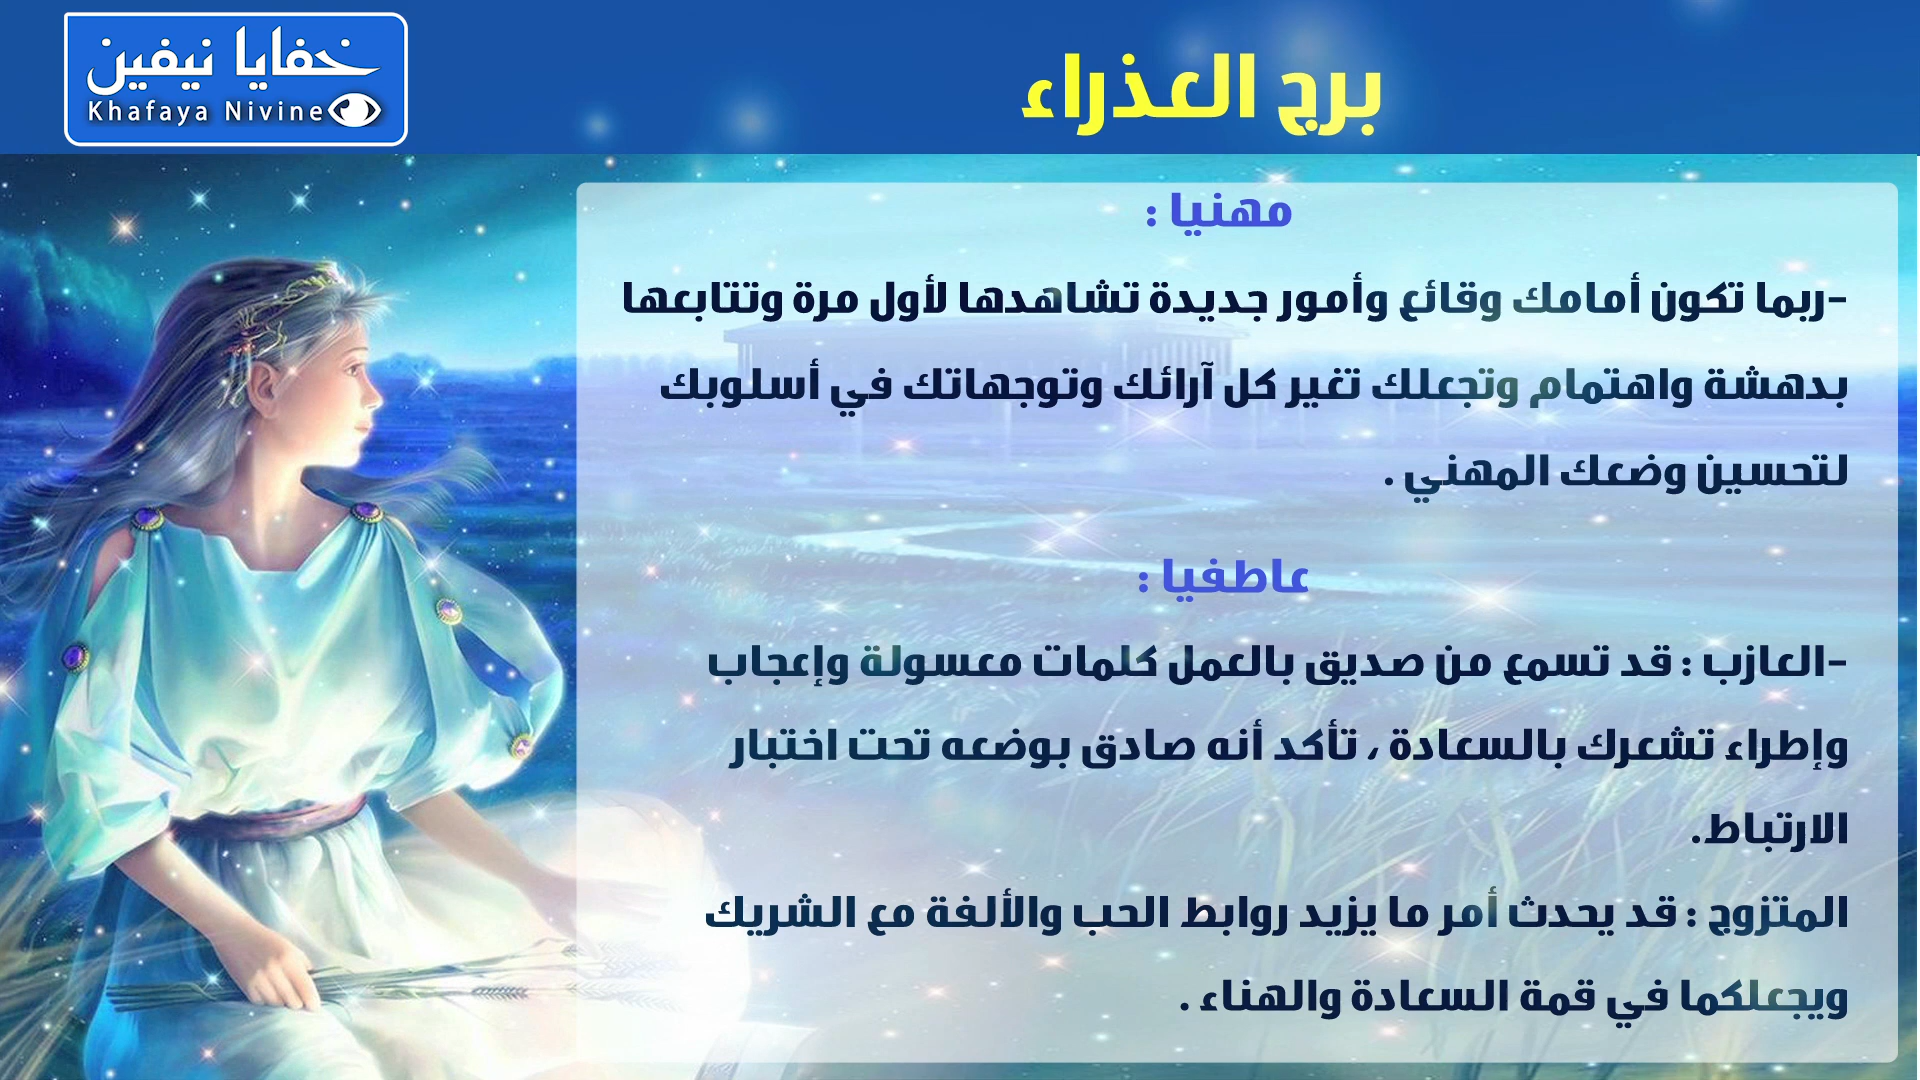 خفايا نيفين
Khafaya Nivine
برج العذراء
مهنيا :
-ربما تكون أمامك وقائع وأمور جديدة تشاهدها لأول مرة وتتابعها
بدهشة واهتمام وتجعلك تغير كل آرائك وتوجهاتك في أسلوبك
لتحسين وضعك المهني .
عاطفيا :
-العازب : قد تسمع من صديق بالعمل كلمات معسولة وإعجاب
وإطراء تشعرك بالسعادة ، تأكد أنه صادق بوضعه تحت اختبار
الارتباط.
المتزوج : قد يحدث أمر ما يزيد روابط الحب والألفة مع الشريك
ويجعلكما في قمة السعادة والهناء .